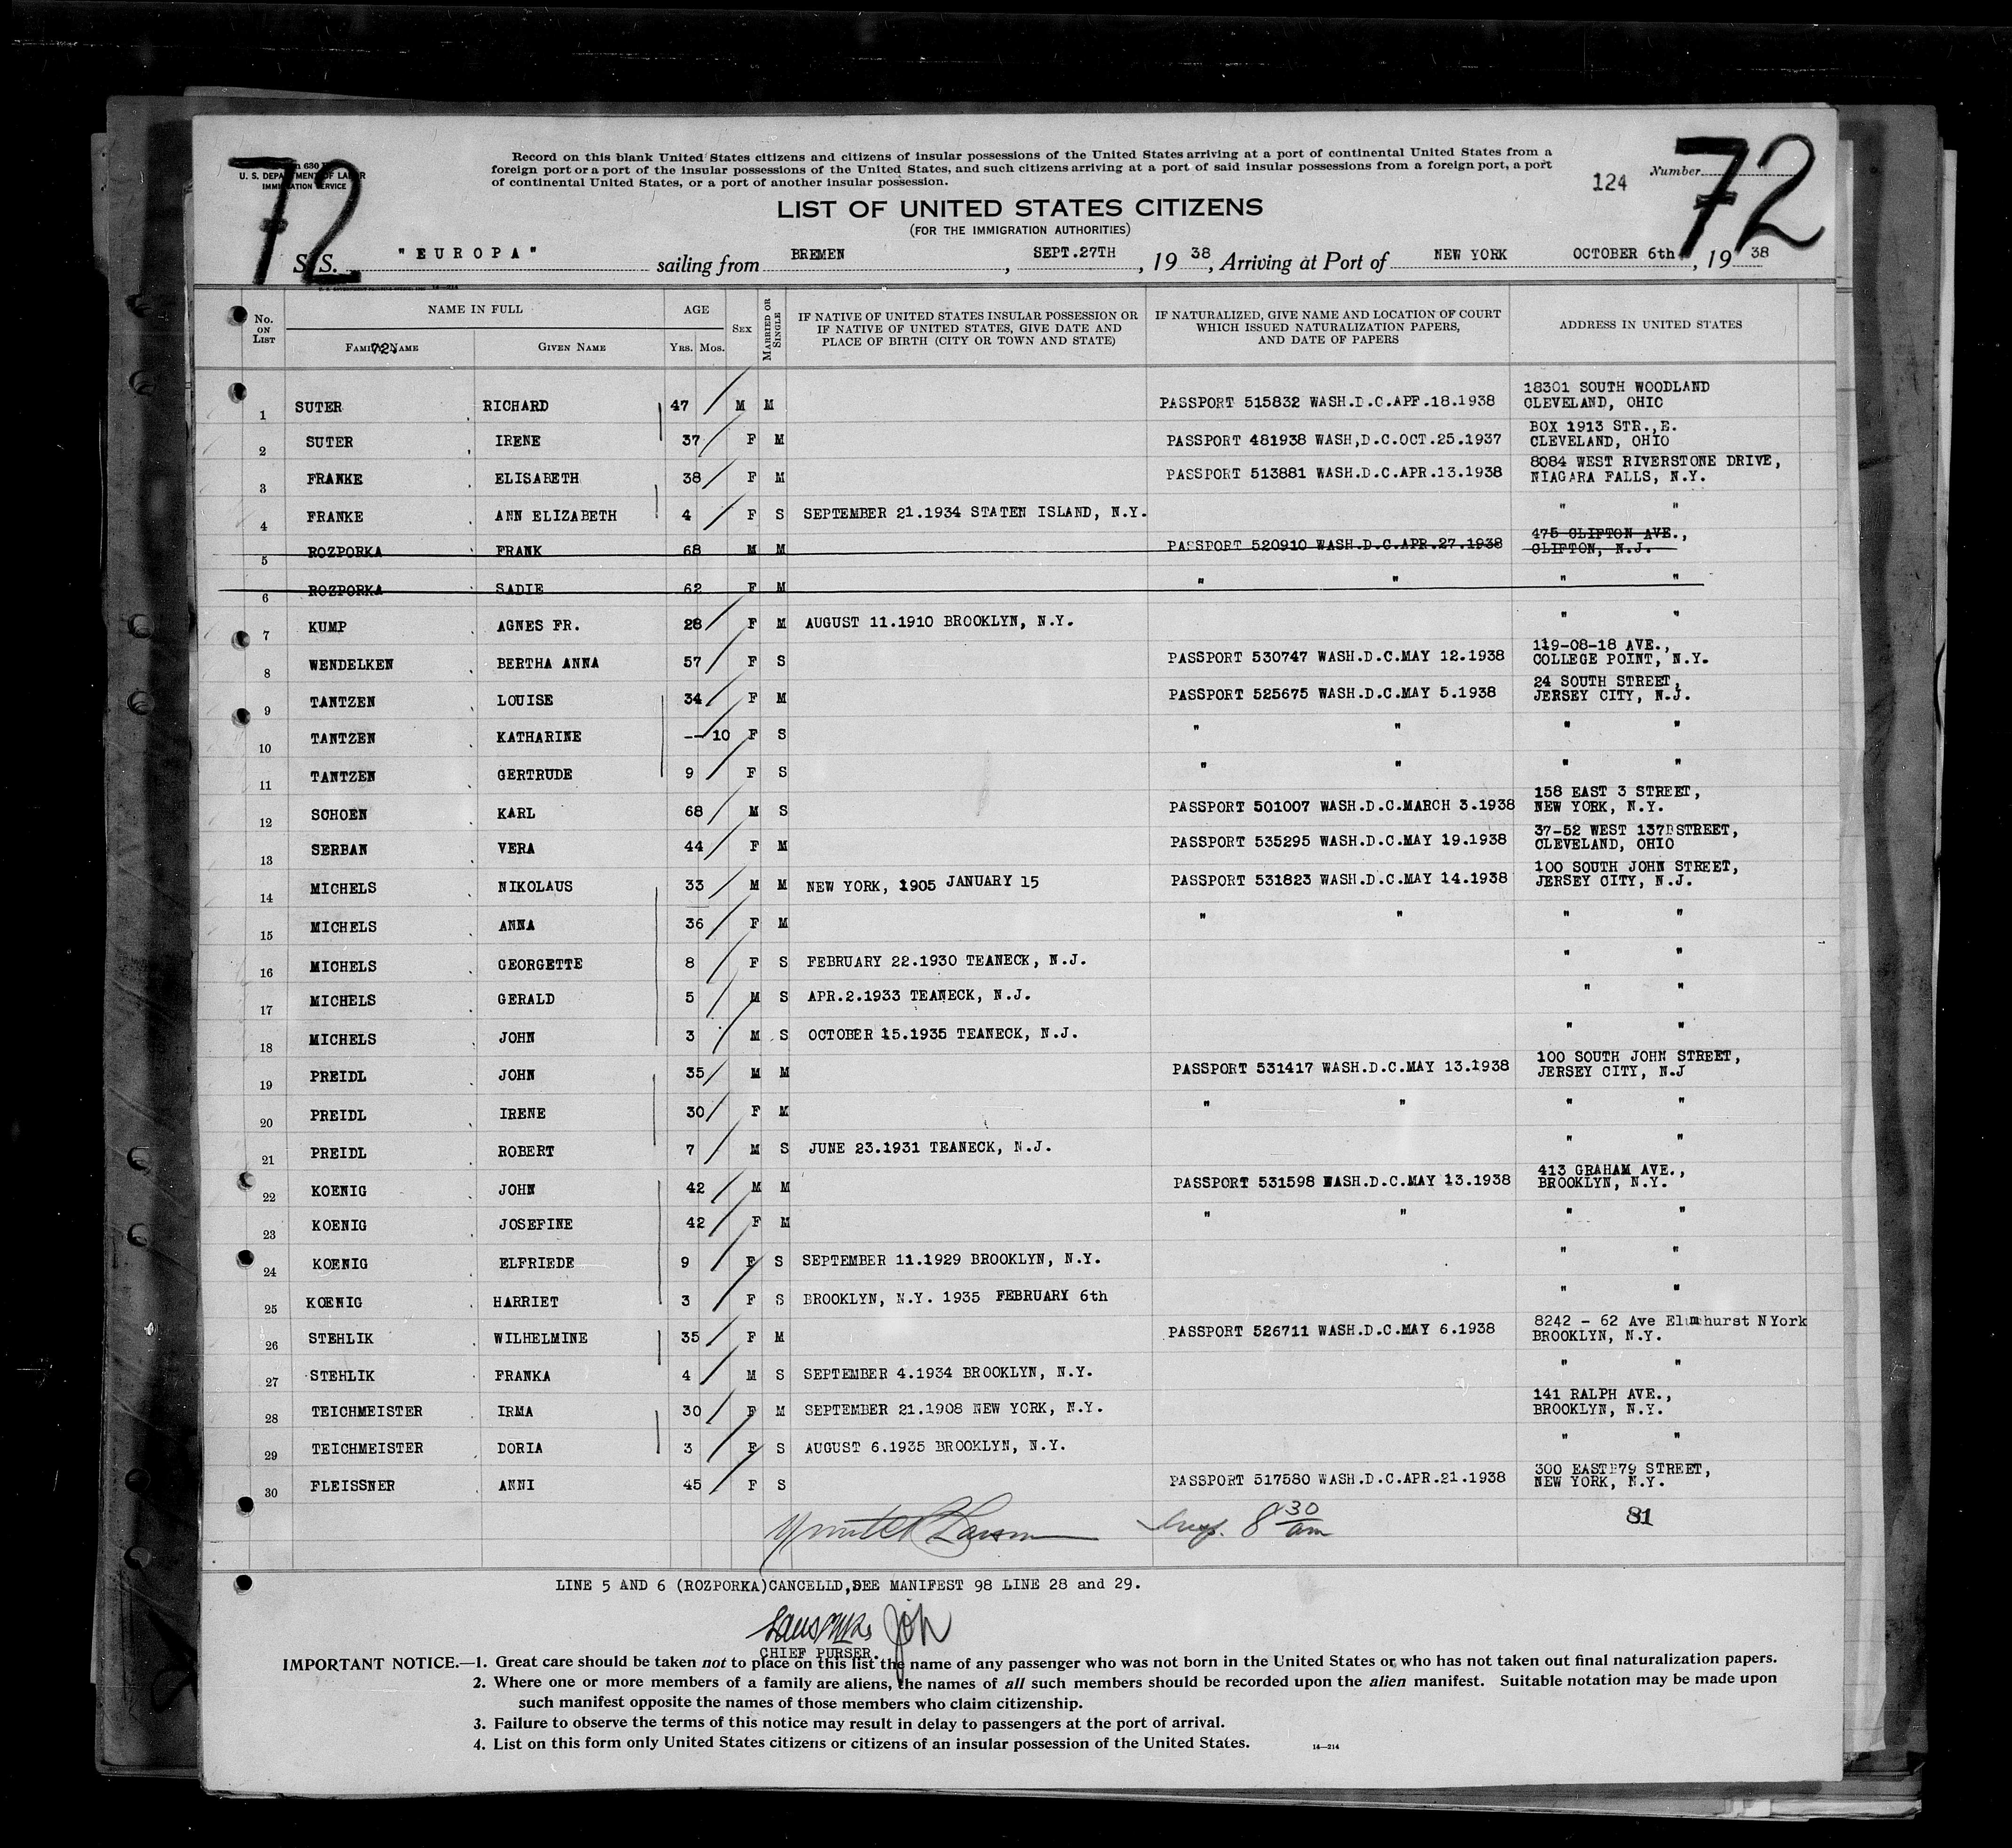 72
U. S. DEPARTMENT OF LABOR
IMMIGRATION SERVICE
Record on this blank United States citizens and citizens of insular possessions of the United States arriving at a port of continental United States from a
foreign port or a port of the insular possessions of the United States, and such citizens arriving at a port of said insular possessions from a foreign port, a port
of continental United States, or a port of another insular possession.
124
Number
72
LIST OF UNITED STATES CITIZENS
(FOR THE IMMIGRATION AUTHORITIES)
S. S. "EUROPA" sailing from BREMEN, SEPT.27TH, 19 38, Arriving at Port of NEW YORK OCTOBER 6th, 19 38
No. ON LIST
NAME IN FULL
FAMILY NAME
72
GIVEN NAME
AGE
YRS. MOS.
SEX
MARRIED OR SINGLE
IF NATIVE OF UNITED STATES INSULAR POSSESSION OR
IF NATIVE OF UNITED STATES, GIVE DATE AND
PLACE OF BIRTH (CITY OR TOWN AND STATE)
IF NATURALIZED, GIVE NAME AND LOCATION OF COURT
WHICH ISSUED NATURALIZATION PAPERS,
AND DATE OF PAPERS
ADDRESS IN UNITED STATES
1 SUTER RICHARD 47 M M PASSPORT 515832 WASH.D.C.APF.18.1938 18301 SOUTH WOODLAND
CLEVELAND, OHIO
2 SUTER IRENE 37 F M PASSPORT 481938 WASH,D.C.OCT.25.1937 BOX 1913 STR.,E.
CLEVELAND, OHIO
3 FRANKE ELISABETH 38 F M PASSPORT 513881 WASH.D.C.APR.13.1938 8084 WEST RIVERSTONE DRIVE,
NIAGARA FALLS, N.Y.
4 FRANKE ANN ELIZABETH 4 F S SEPTEMBER 21.1934 STATEN ISLAND, N.Y. " "
5 ROZPORKA FRANK 68 M M PASSPORT 520910 WASH.D.C.APR.27.1938 475 CLIFTON AVE.,
CLIFTON, N.J.
6 ROZPORKA SADIE 62 F M " " " "
7 KUMP AGNES FR. 28 F M AUGUST 11.1910 BROOKLYN, N.Y. " "
8 WENDELKEN BERTHA ANNA 57 F S PASSPORT 530747 WASH.D.C.MAY 12.1938 119-08-18 AVE.,
COLLEGE POINT, N.Y.
9 TANTZEN LOUISE 34 F M PASSPORT 525675 WASH.D.C.MAY 5.1938 24 SOUTH STREET,
JERSEY CITY, N.J.
10 TANTZEN KATHARINE -- 10 F S " " " "
11 TANTZEN GERTRUDE 9 F S " " " "
12 SCHOEN KARL 68 M S PASSPORT 501007 WASH.D.C.MARCH 3.1938 158 EAST 3 STREET,
NEW YORK, N.Y.
13 SERBAN VERA 44 F M PASSPORT 535295 WASH.D.C.MAY 19.1938 37-52 WEST 137 STREET,
CLEVELAND, OHIO
14 MICHELS NIKOLAUS 33 M M NEW YORK, 1905 JANUARY 15 PASSPORT 531823 WASH.D.C.MAY 14.1938 100 SOUTH JOHN STREET,
JERSEY CITY, N.J.
15 MICHELS ANNA 36 F M " " " "
16 MICHELS GEORGETTE 8 F S FEBRUARY 22.1930 TEANECK, N.J. " "
17 MICHELS GERALD 5 M S APR.2.1933 TEANECK, N.J. " "
18 MICHELS JOHN 3 M S OCTOBER 15.1935 TEANECK, N.J. " "
19 PREIDL JOHN 35 M M PASSPORT 531417 WASH.D.C.MAY 13.1938 100 SOUTH JOHN STREET,
JERSEY CITY, N.J
20 PREIDL IRENE 30 F M " " " "
21 PREIDL ROBERT 7 M S JUNE 23.1931 TEANECK, N.J. " "
22 KOENIG JOHN 42 M M PASSPORT 531598 WASH.D.C.MAY 13.1938 413 GRAHAM AVE.,
BROOKLYN, N.Y.
23 KOENIG JOSEFINE 42 F M " " " "
24 KOENIG ELFRIEDE 9 F S SEPTEMBER 11.1929 BROOKLYN, N.Y. " "
25 KOENIG HARRIET 3 F S BROOKLYN, N.Y. 1935 FEBRUARY 6th " "
26 STEHLIK WILHELMINE 35 F M PASSPORT 526711 WASH.D.C.MAY 6.1938 8242 - 62 Ave Elmhurst NYork
BROOKLYN, N.Y.
27 STEHLIK FRANKA 4 M S SEPTEMBER 4.1934 BROOKLYN, N.Y. " "
28 TEICHMEISTER IRMA 30 F M SEPTEMBER 21.1908 NEW YORK, N.Y. 141 RALPH AVE.,
BROOKLYN, N.Y.
29 TEICHMEISTER DORIA 3 F S AUGUST 6.1935 BROOKLYN, N.Y. " "
30 FLEISSNER ANNI 45 F S PASSPORT 517580 WASH.D.C.APR.21.1938 300 EAST 79 STREET,
NEW YORK, N.Y.
8 30 am
81
LINE 5 AND 6 (ROZPORKA)CANCELLD,SEE MANIFEST 98 LINE 28 and 29.
CHIEF PURSER.
IMPORTANT NOTICE.—1. Great care should be taken not to place on this list the name of any passenger who was not born in the United States or who has not taken out final naturalization papers.
2. Where one or more members of a family are aliens, the names of all such members should be recorded upon the alien manifest. Suitable notation may be made upon
such manifest opposite the names of those members who claim citizenship.
3. Failure to observe the terms of this notice may result in delay to passengers at the port of arrival.
4. List on this form only United States citizens or citizens of an insular possession of the United States.
14—214